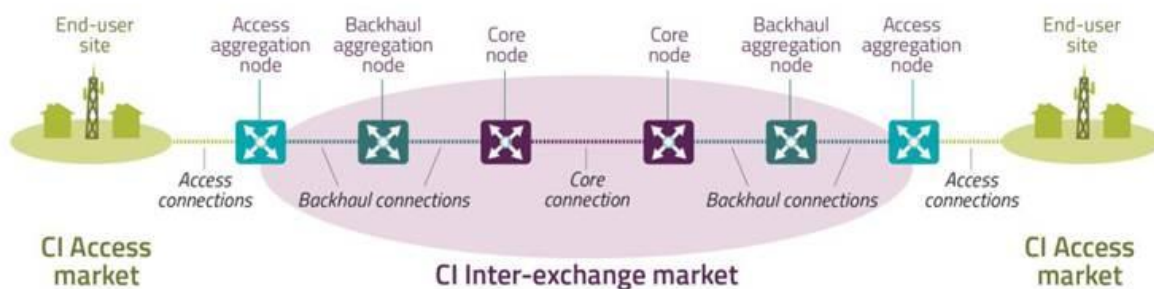 End-user
site
Access
aggregation
node
Backhaul
aggregation
node
Core
node
Core
node
Backhaul
aggregation
node
Access
aggregation
node
End-user
site
Access
connections
Backhaul connections
Core
connection
Backhaul connections
Access
connections
CI Access
market
CI Inter-exchange market
CI Access
market